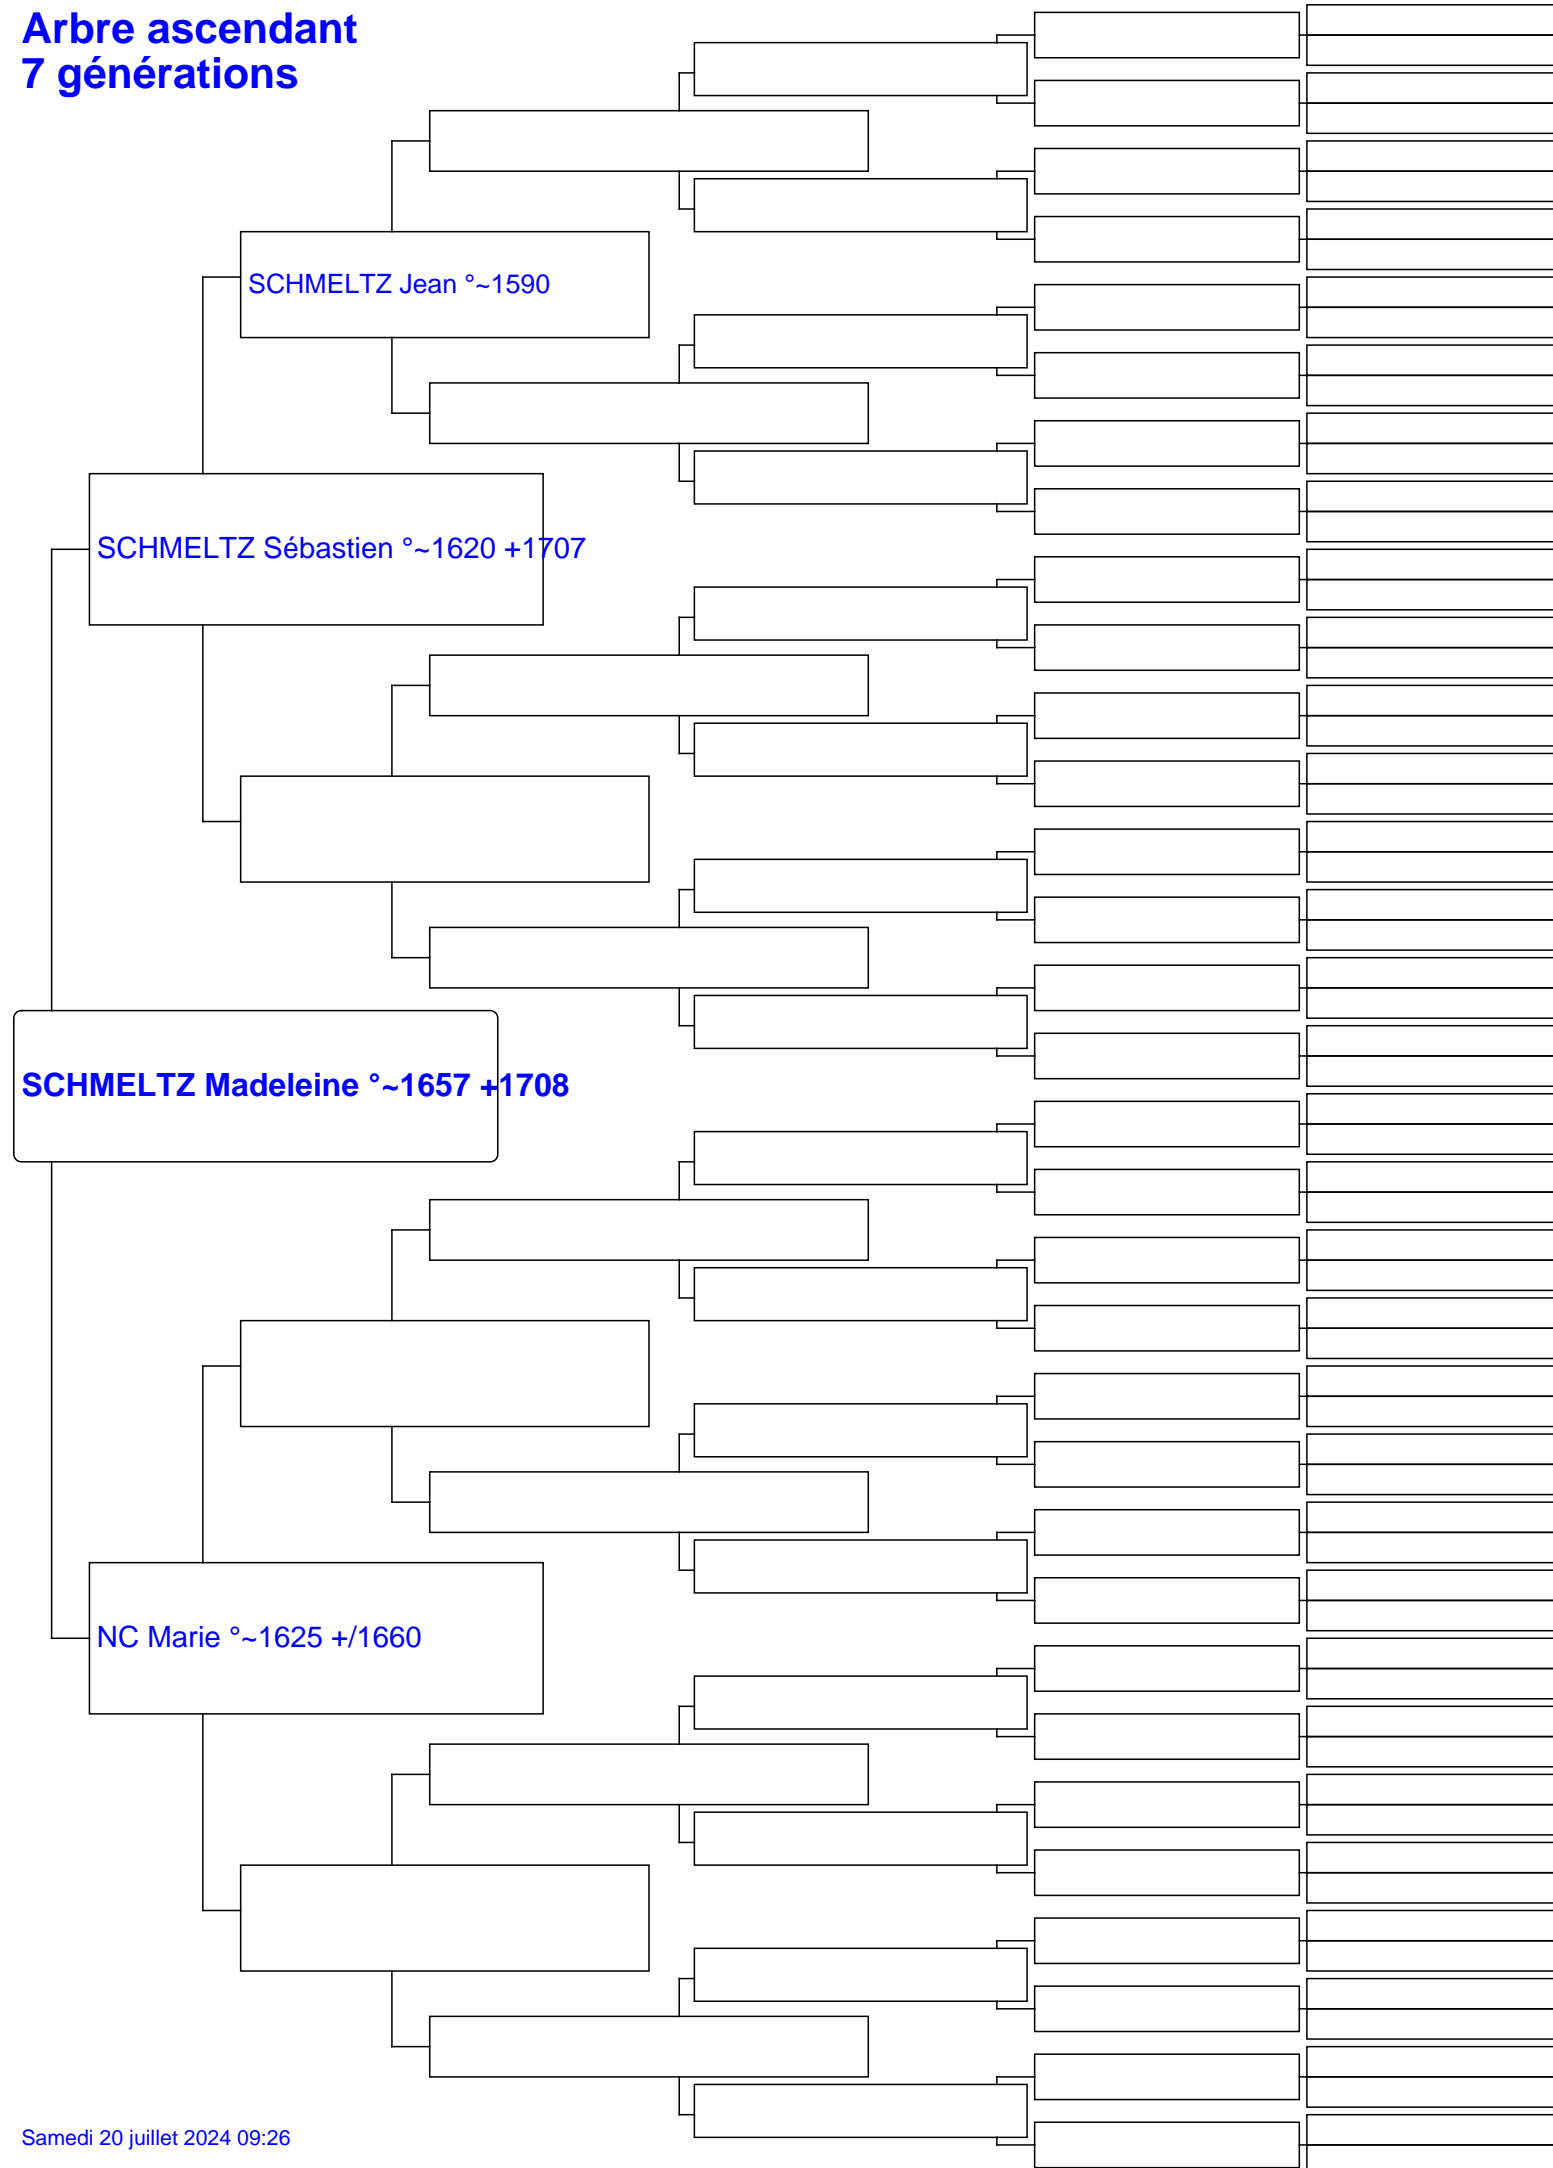 Arbre ascendant
7 générations
SCHMELTZ Jean °~1590
SCHMELTZ Sébastien °~1620 +1707
SCHMELTZ Madeleine °~1657 +1708
NC Marie °~1625 +/1660
Samedi 20 juillet 2024 09:26